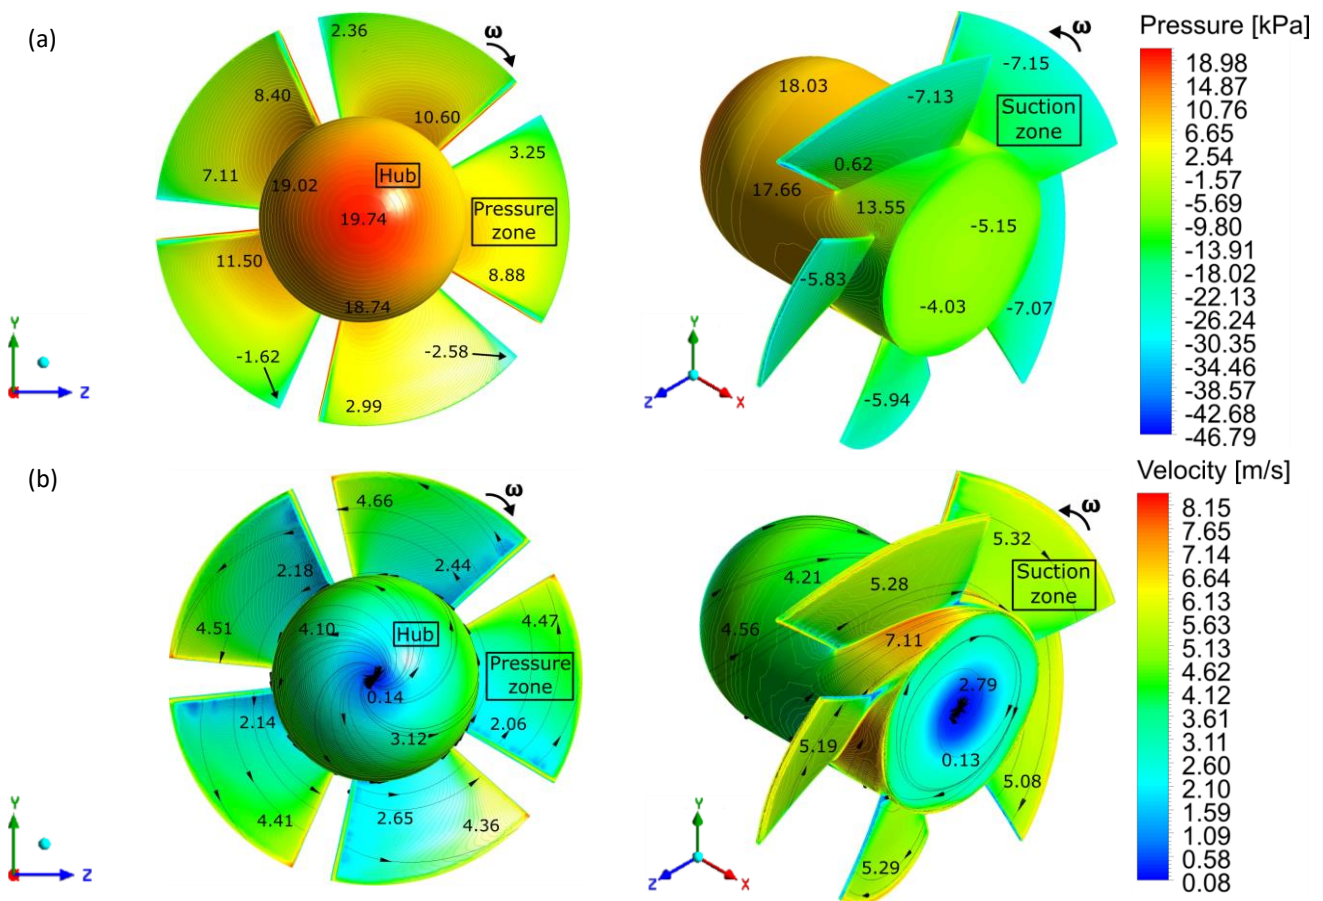 (a)
2.36
ω
8.40
10.60
3.25
7.11
19.02
Hub
19.74
Pressure
zone
11.50
8.88
18.74
-1.62
-2.58
2.99
Y
Z
ω
18.03
-7.15
-7.13
Suction
zone
0.62
17.66
13.55
-5.15
-5.83
-4.03
-7.07
-5.94
Y
Z
X
Pressure [kPa]
18.98
14.87
10.76
6.65
2.54
-1.57
-5.69
-9.80
-13.91
-18.02
-22.13
-26.24
-30.35
-34.46
-38.57
-42.68
-46.79
(b)
4.66
ω
2.18
2.44
4.51
4.10
Hub
4.47
Pressure
zone
0.14
2.14
3.12
2.06
4.41
2.65
4.36
Y
Z
ω
5.32
4.21
5.28
Suction
zone
4.56
7.11
2.79
5.19
0.13
5.08
5.29
Y
Z
X
Velocity [m/s]
8.15
7.65
7.14
6.64
6.13
5.63
5.13
4.62
4.12
3.61
3.11
2.60
2.10
1.59
1.09
0.58
0.08